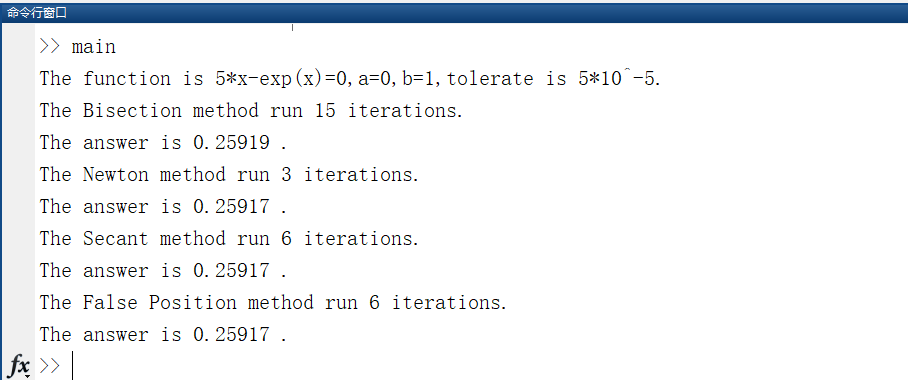 命令行窗口
>> main
The function is 5*x-exp(x)=0,a=0,b=1,tolerate is 5*10^-5.
The Bisection method run 15 iterations.
The answer is 0.25919 .
The Newton method run 3 iterations.
The answer is 0.25917 .
The Secant method run 6 iterations.
The answer is 0.25917 .
The False Position method run 6 iterations.
The answer is 0.25917 .
fx >>